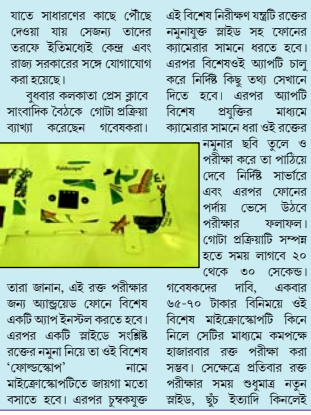 যাতে সাধারণের কাছে পৌঁছে
দেওয়া যায় সেজন্য তাদের
তরফে ইতিমধ্যেই কেন্দ্র এবং
রাজ্য সরকারের সঙ্গে যোগাযোগ
করা হয়েছে।
বুধবার কলকাতা প্রেস ক্লাবে
সাংবাদিক বৈঠকে গোটা প্রক্রিয়া
ব্যাখ্যা করেছেন গবেষকরা।
তারা জানান, এই রক্ত পরীক্ষার
জন্য অ্যান্ড্রয়েড ফোনে বিশেষ
একটি অ্যাপ ইনস্টল করতে হবে।
এরপর একটি স্লাইডে সংশ্লিষ্ট
রক্তের নমুনা নিয়ে তা ওই বিশেষ
‘ফোল্ডস্কোপ’ নামে
মাইক্রোস্কোপটিতে জায়গা মতো
বসাতে হবে। এরপর চুম্বকযুক্ত
এই বিশেষ নিরীক্ষণ যন্ত্রটি রক্তের
নমুনাযুক্ত স্লাইড সহ ফোনের
ক্যামেরার সামনে ধরতে হবে।
এরপর বিশেষওই অ্যাপটি চালু
করে নির্দিষ্ট কিছু তথ্য সেখানে
দিতে হবে। এরপর অ্যাপটি
বিশেষ প্রযুক্তির মাধ্যমে
ক্যামেরার সামনে ধরা ওই রক্তের
নমুনার ছবি তুলে ও
পরীক্ষা করে তা পাঠিয়ে
দেবে নির্দিষ্ট সার্ভারে
এবং এরপর ফোনের
পর্দায় ভেসে উঠবে
পরীক্ষার ফলাফল।
গোটা প্রক্রিয়াটি সম্পন্ন
হতে সময় লাগবে ২০
থেকে ৩০ সেকেন্ড।
গবেষকদের দাবি, একবার
৬৫-৭০ টাকার বিনিময়ে ওই
বিশেষ মাইক্রোস্কোপটি কিনে
নিলে সেটির মাধ্যমে কমপক্ষে
হাজারবার রক্ত পরীক্ষা করা
সম্ভব। সেক্ষেত্রে প্রতিবার রক্ত
পরীক্ষার সময় শুধুমাত্র নতুন
স্লাইড, ছুঁচ ইত্যাদি কিনলেই
Foldscope